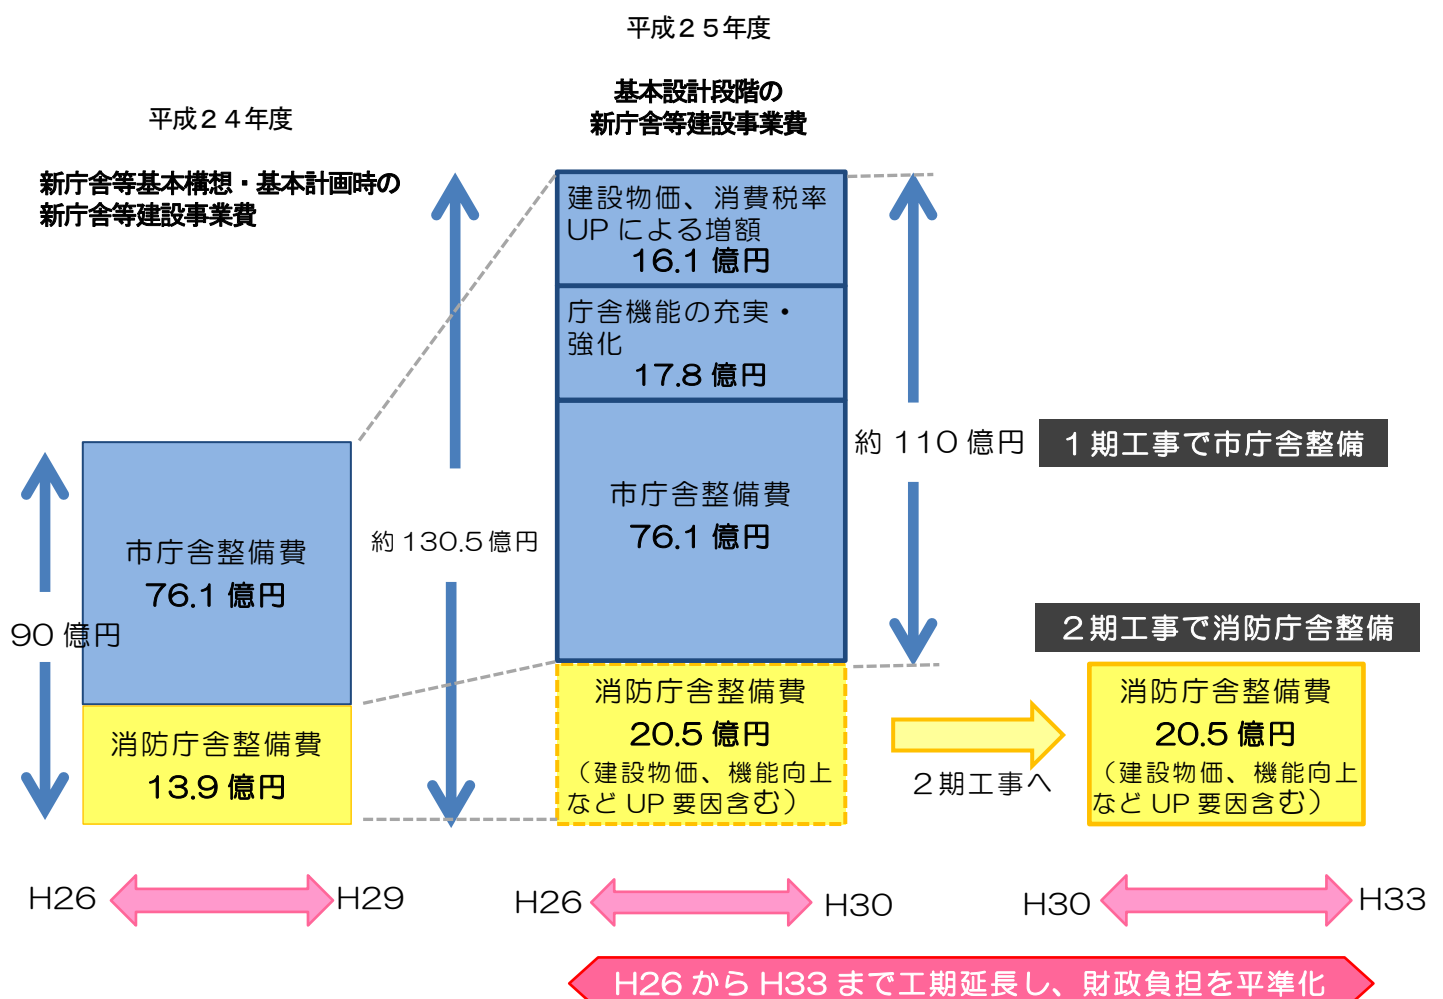 平成２５年度
基本設計段階の
新庁舎等建設事業費
平成２４年度
新庁舎等基本構想・基本計画時の
新庁舎等建設事業費
建設物価、消費税率
UP による増額
16.1 億円
庁舎機能の充実・
強化
17.8 億円
市庁舎整備費
76.1 億円
約 110 億円
１期工事で市庁舎整備
約 130.5 億円
市庁舎整備費
76.1 億円
90 億円
消防庁舎整備費
13.9 億円
２期工事で消防庁舎整備
消防庁舎整備費
20.5 億円
（建設物価、機能向上
など UP 要因含む）
２期工事へ
消防庁舎整備費
20.5 億円
（建設物価、機能向上
など UP 要因含む）
H26
H29
H26
H30
H30
H33
H26 から H33 まで工期延長し、財政負担を平準化